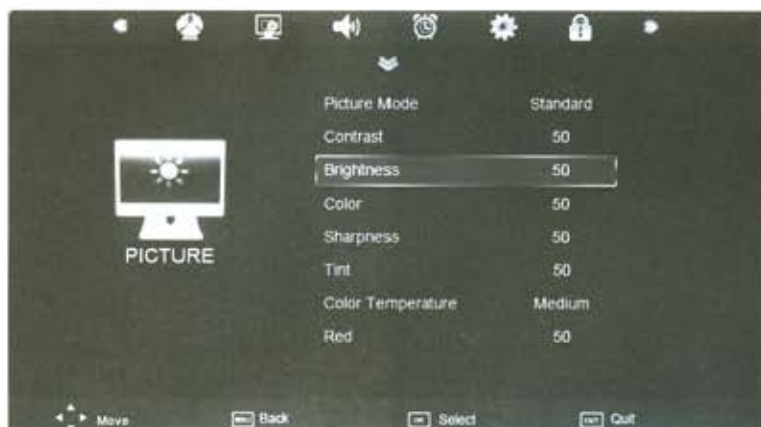 Picture Mode Standard
Contrast 50
Brightness 50
Color 50
Sharpness 50
PICTURE
Tint 50
Color Temperature Medium
Red 50
Move Back Select Quit